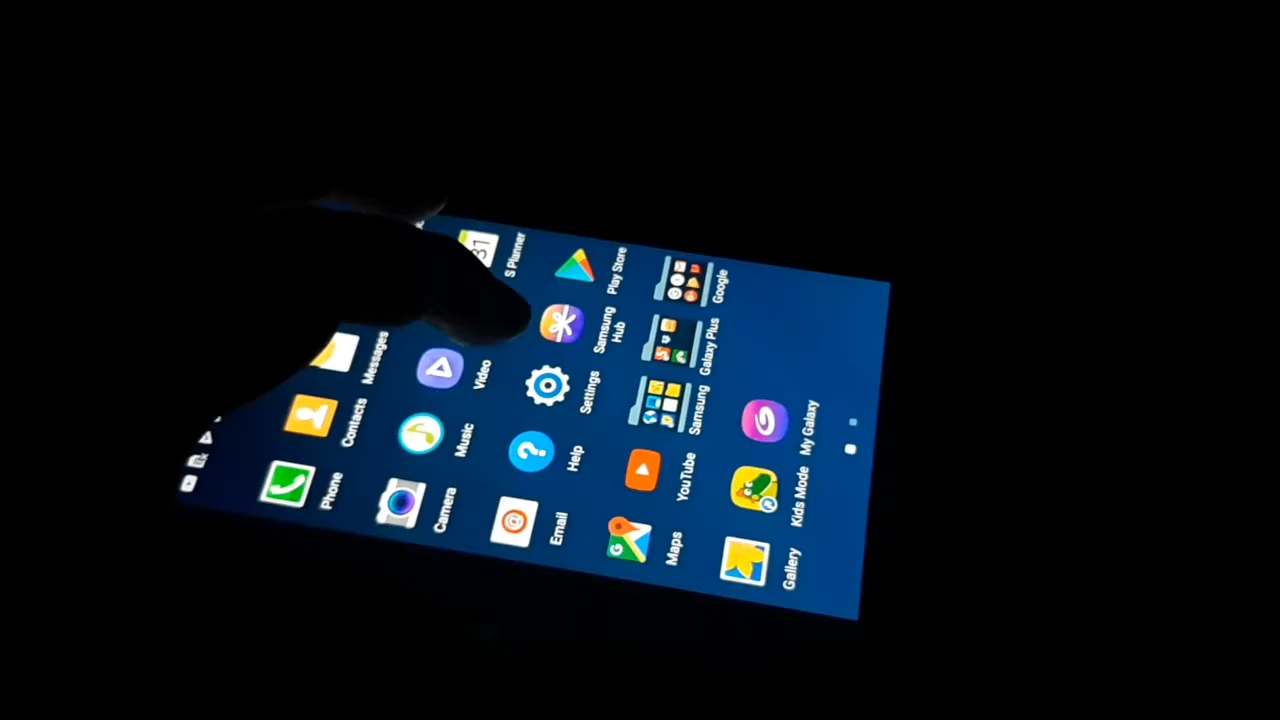 Phone
Contacts
Messages
Camera
Music
Video
31
S Planner
@
Email
?
Help
Settings
Samsung
Hub
Play Store
G
Maps
YouTube
Samsung
Galaxy Plus
Google
Gallery
Kids Mode
My Galaxy